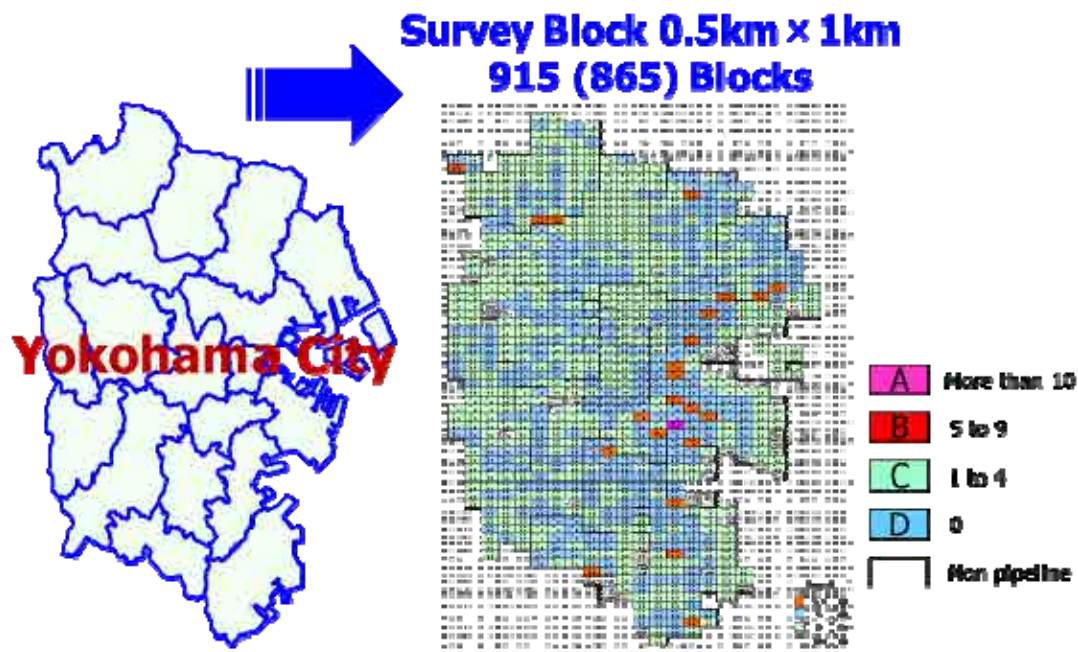 Survey Block 0.5km × 1km
915 (865) Blocks
Yokohama City
A More than 10
B 5 to 9
C 1 to 4
D 0
Non pipeline